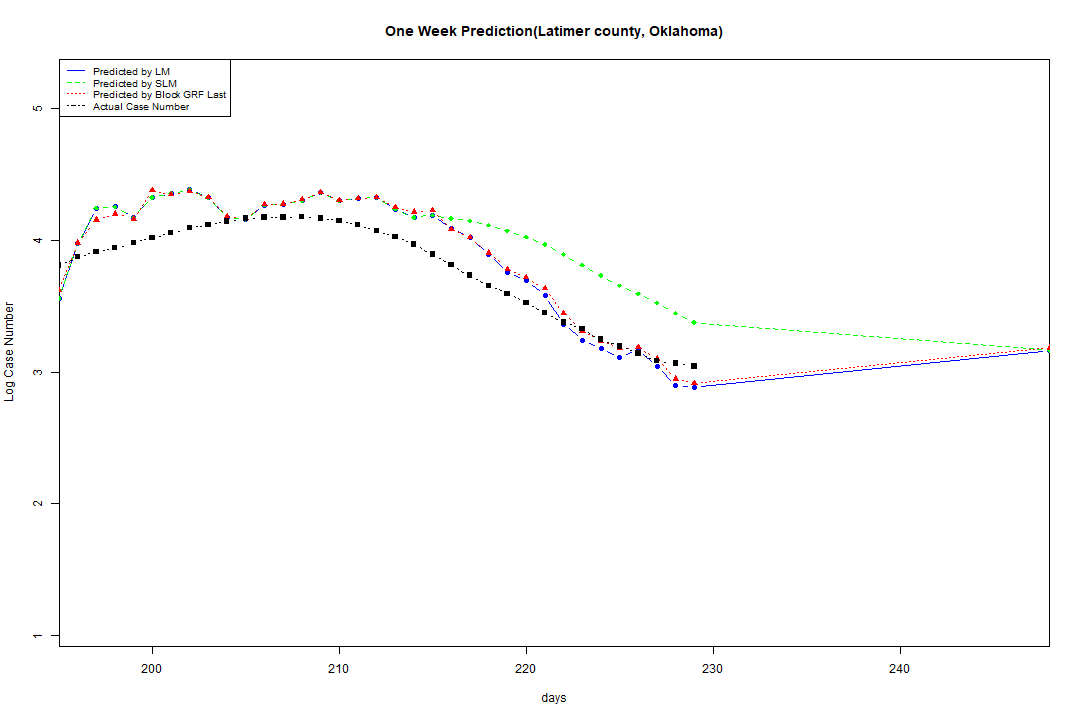 One Week Prediction(Latimer county, Oklahoma)
Predicted by LM
Predicted by SLM
Predicted by Block GRF Last
Actual Case Number
5
4
3
2
1
Log Case Number
200 210 220 230 240
days